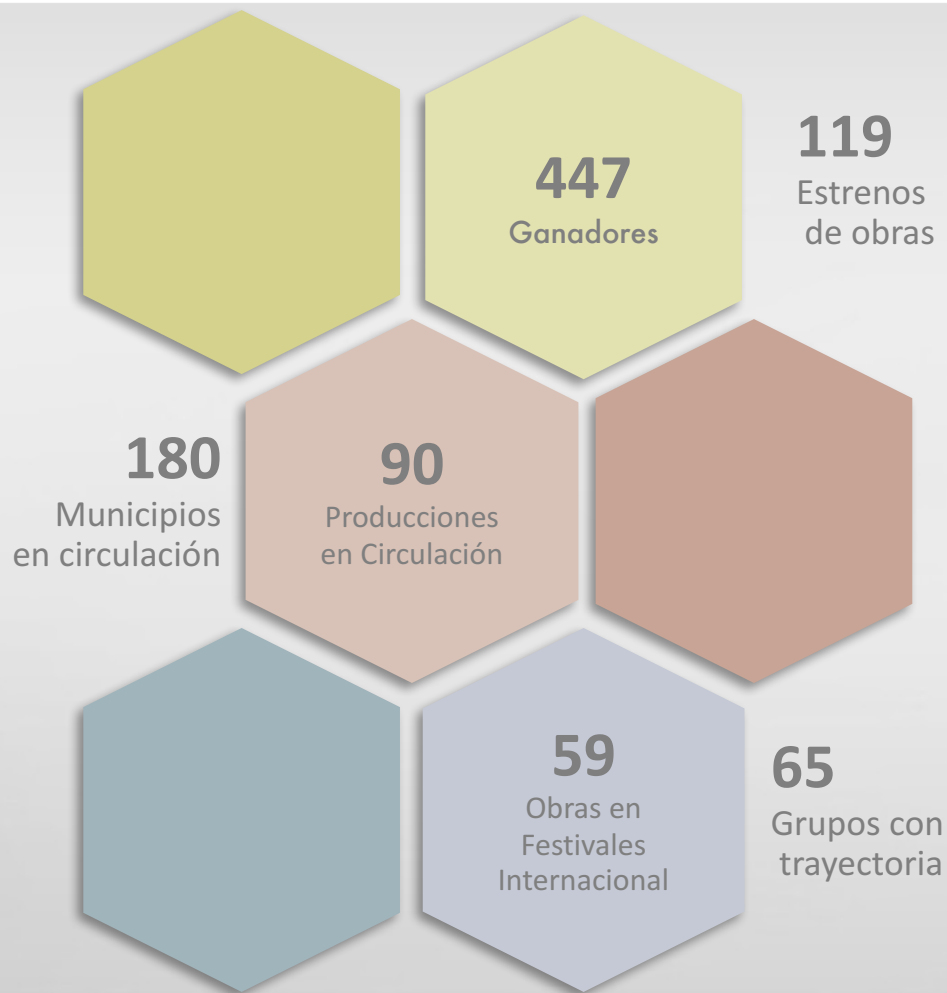 447
Ganadores
119
Estrenos
de obras
180
Municipios
en circulación
90
Producciones
en Circulación
59
Obras en
Festivales
Internacional
65
Grupos con
trayectoria